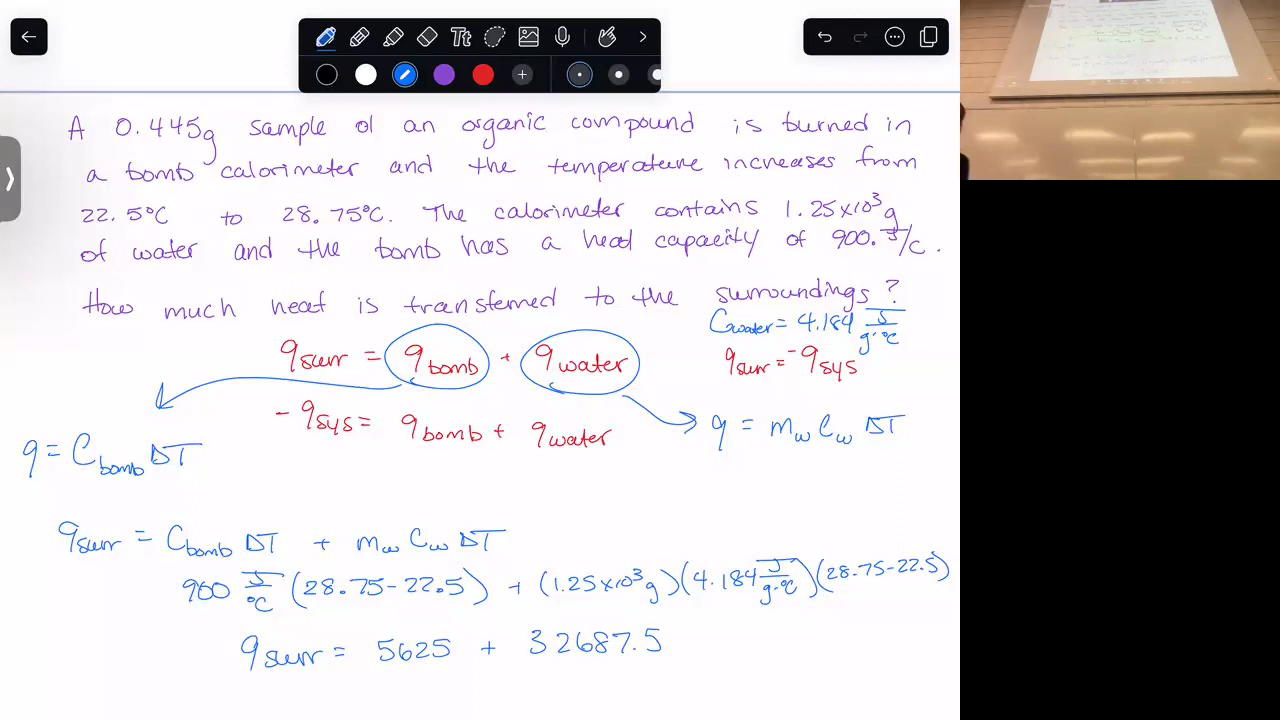 Tt
A 0.445g sample of an organic compound is burned in
a bomb calorimeter and the temperature increases from
22.5°C to 28.75°C. The calorimeter contains 1.25x10³g
of water and the bomb has a heat capacity of 900. J/C.
How much heat is transferred to the surroundings?
Cwater = 4.184 J/g·°C
qsurr = qbomb + qwater
qsurr = -qsys
-qsys = qbomb + qwater
q = mw Cw ΔT
q = Cbomb ΔT
qsurr = Cbomb ΔT + mw Cw ΔT
900 J/°C (28.75-22.5) + (1.25x10³g)(4.184 J/g·°C)(28.75-22.5)
qsurr = 5625 + 32687.5